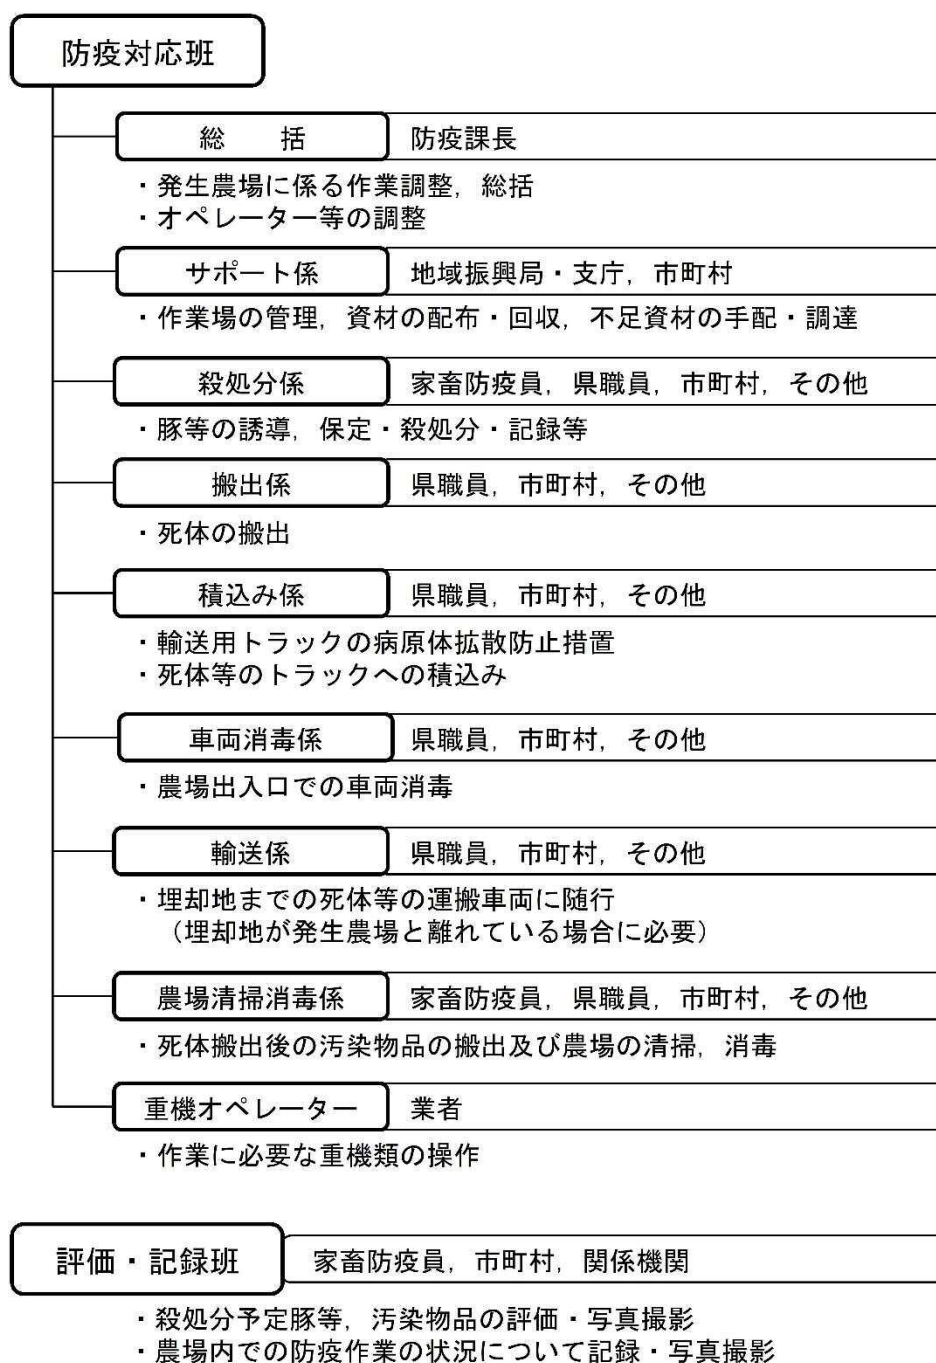 防疫対応班
総　　括　防疫課長
・発生農場に係る作業調整，総括
・オペレーター等の調整
サポート係　地域振興局・支庁，市町村
・作業場の管理，資材の配布・回収，不足資材の手配・調達
殺処分係　家畜防疫員，県職員，市町村，その他
・豚等の誘導，保定・殺処分・記録等
搬出係　県職員，市町村，その他
・死体の搬出
積込み係　県職員，市町村，その他
・輸送用トラックの病原体拡散防止措置
・死体等のトラックへの積込み
車両消毒係　県職員，市町村，その他
・農場出入口での車両消毒
輸送係　県職員，市町村，その他
・埋却地までの死体等の運搬車両に随行
（埋却地が発生農場と離れている場合に必要）
農場清掃消毒係　家畜防疫員，県職員，市町村，その他
・死体搬出後の汚染物品の搬出及び農場の清掃，消毒
重機オペレーター　業者
・作業に必要な重機類の操作
評価・記録班　家畜防疫員，市町村，関係機関
・殺処分予定豚等，汚染物品の評価・写真撮影
・農場内での防疫作業の状況について記録・写真撮影